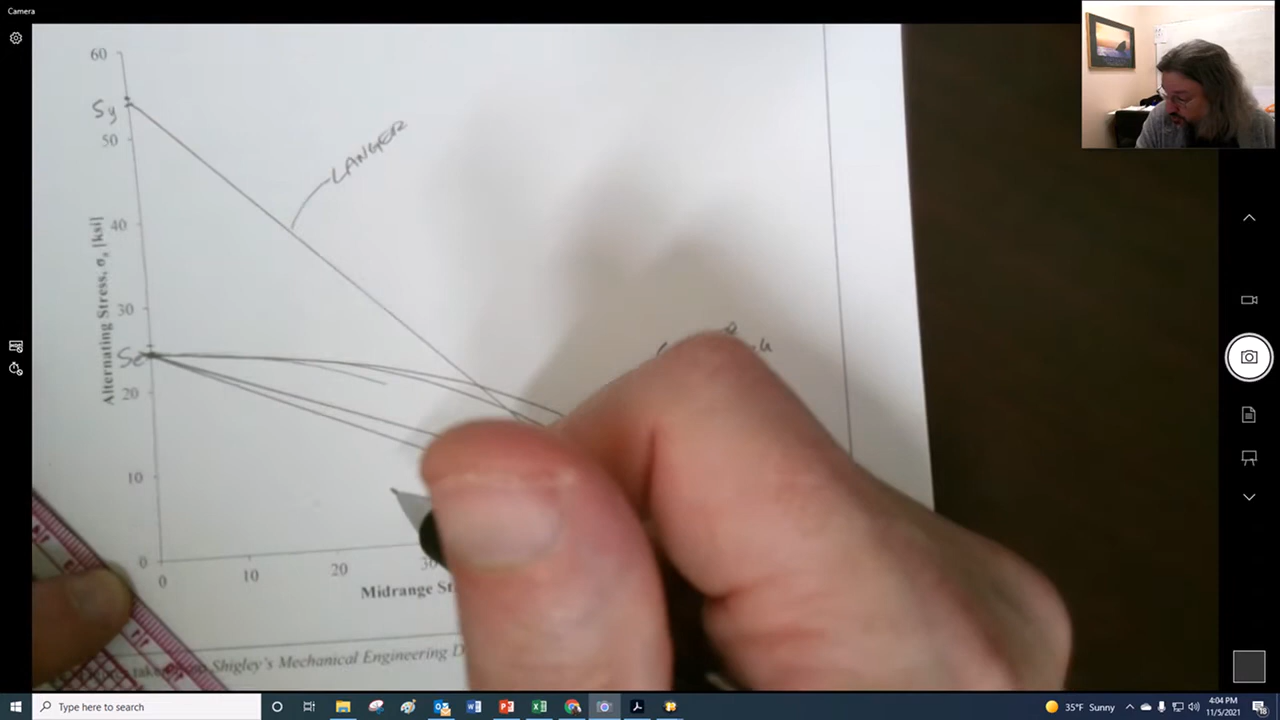 Camera
60
Sy
50
LANGER
40
Alternating Stress, σa [ksi]
30
Se
20
10
0
0 10 20 30
Midrange St
Shigley's Mechanical Engineering D
Type here to search
35°F Sunny
4:04 PM
11/5/2021